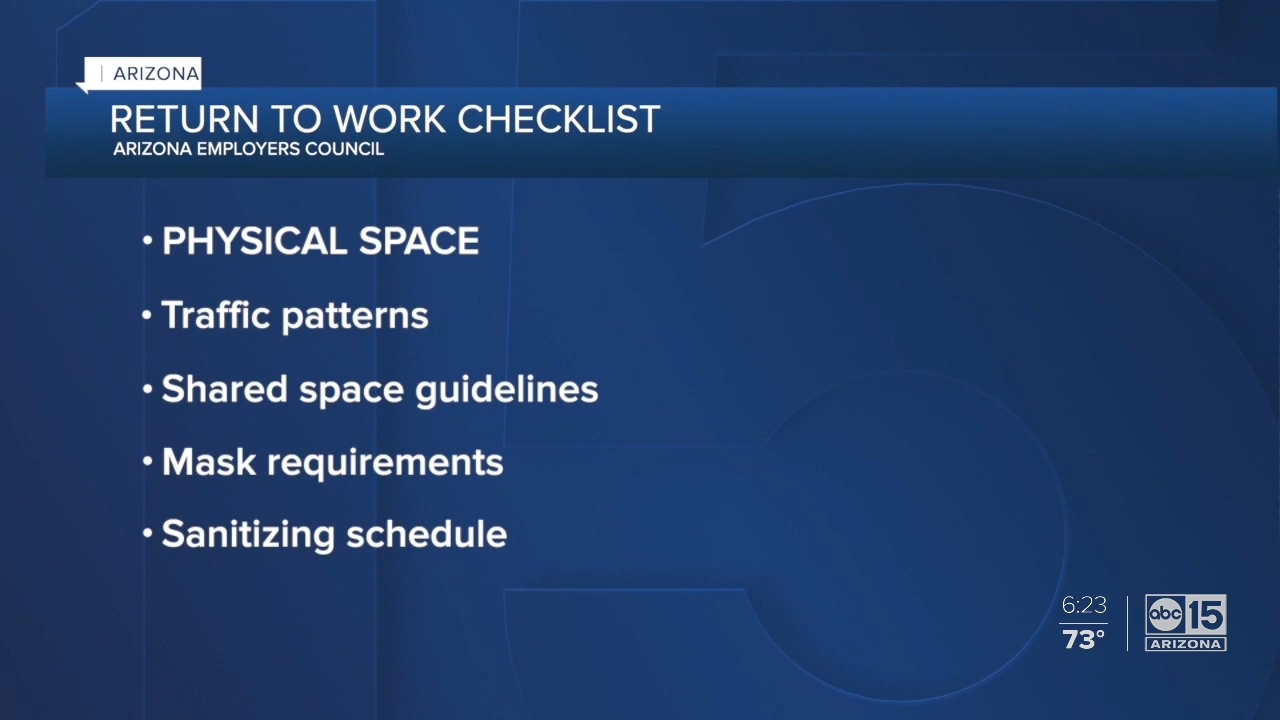 ARIZONA
RETURN TO WORK CHECKLIST
ARIZONA EMPLOYERS COUNCIL
• PHYSICAL SPACE
• Traffic patterns
• Shared space guidelines
• Mask requirements
• Sanitizing schedule
6:23
73°
abc 15
ARIZONA